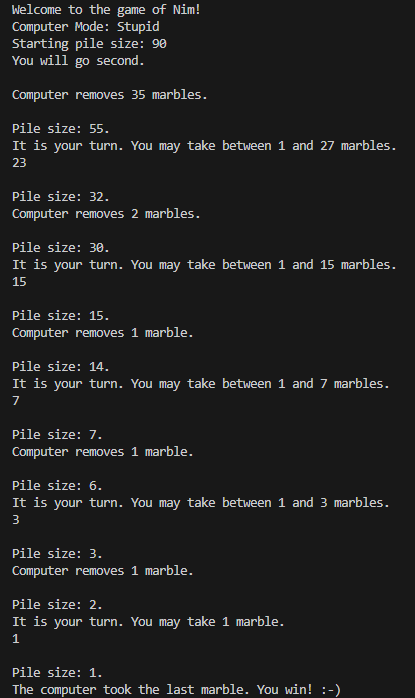 Welcome to the game of Nim!
Computer Mode: Stupid
Starting pile size: 90
You will go second.
Computer removes 35 marbles.
Pile size: 55.
It is your turn. You may take between 1 and 27 marbles.
23
Pile size: 32.
Computer removes 2 marbles.
Pile size: 30.
It is your turn. You may take between 1 and 15 marbles.
15
Pile size: 15.
Computer removes 1 marble.
Pile size: 14.
It is your turn. You may take between 1 and 7 marbles.
7
Pile size: 7.
Computer removes 1 marble.
Pile size: 6.
It is your turn. You may take between 1 and 3 marbles.
3
Pile size: 3.
Computer removes 1 marble.
Pile size: 2.
It is your turn. You may take 1 marble.
1
Pile size: 1.
The computer took the last marble. You win! :-)